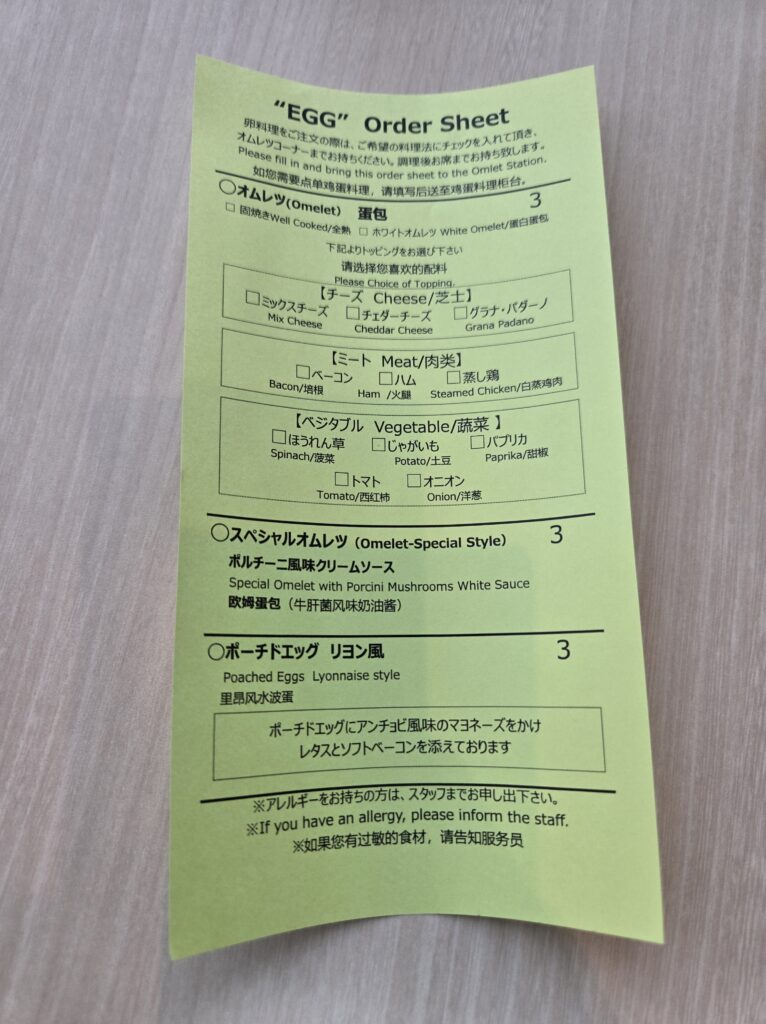 “EGG” Order Sheet
卵料理をご注文の際は、ご希望の料理法にチェックを入れて頂き、
オムレツコーナーまでお持ちください。調理後お席までお持ち致します。
Please fill in and bring this order sheet to the Omlet Station.
如您需要点单鸡蛋料理，请填写后送至鸡蛋料理柜台。
○オムレツ(Omelet) 蛋包 3
□ 固焼きWell Cooked/全熟 □ ホワイトオムレツ White Omelet/蛋白蛋包
下記よりトッピングをお選び下さい
请选择您喜欢的配料
Please Choice of Topping.
【チーズ Cheese/芝士】
□ミックスチーズ □チェダーチーズ □グラナ・パダーノ
Mix Cheese Cheddar Cheese Grana Padano
【ミート Meat/肉类】
□ベーコン □ハム □蒸し鶏
Bacon/培根 Ham /火腿 Steamed Chicken/白蒸鸡肉
【ベジタブル Vegetable/蔬菜 】
□ほうれん草 □じゃがいも □パプリカ
Spinach/菠菜 Potato/土豆 Paprika/甜椒
□トマト □オニオン
Tomato/西红柿 Onion/洋葱
○スペシャルオムレツ（Omelet-Special Style） 3
ポルチーニ風味クリームソース
Special Omelet with Porcini Mushrooms White Sauce
欧姆蛋包（牛肝菌风味奶油酱）
○ポーチドエッグ リヨン風 3
Poached Eggs Lyonnaise style
里昂风水波蛋
ポーチドエッグにアンチョビ風味のマヨネーズをかけ
レタスとソフトベーコンを添えております
※アレルギーをお持ちの方は、スタッフまでお申し出下さい。
※If you have an allergy, please inform the staff.
※如果您有过敏的食材，请告知服务员